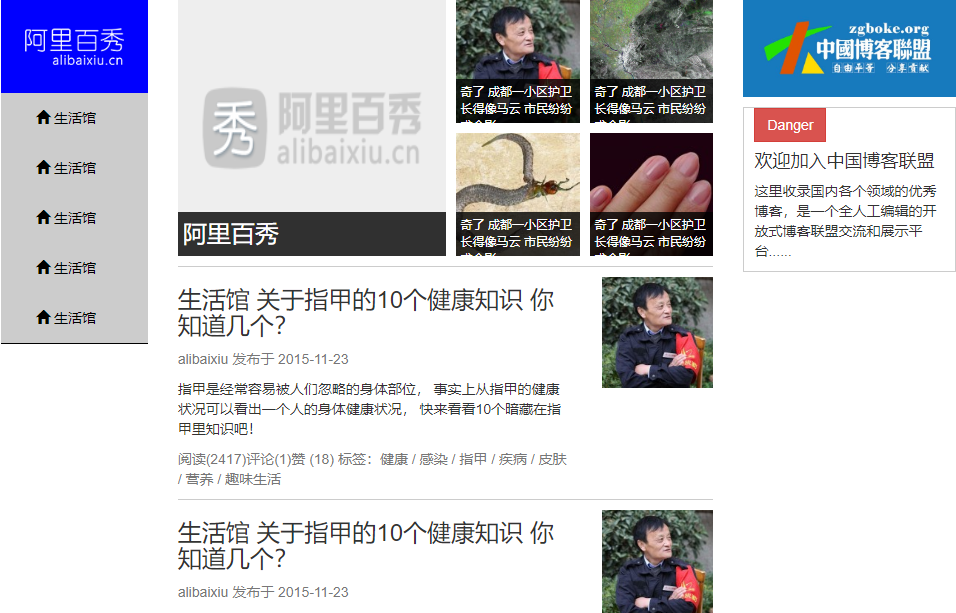 阿里百秀
alibaixiu.cn
生活馆
生活馆
生活馆
生活馆
生活馆
秀 阿里百秀
alibaixiu.cn
阿里百秀
奇了 成都一小区护卫
长得像马云 市民纷纷
奇了 成都一小区护卫
长得像马云 市民纷纷
奇了 成都一小区护卫
长得像马云 市民纷纷
奇了 成都一小区护卫
长得像马云 市民纷纷
生活馆 关于指甲的10个健康知识 你
知道几个？
alibaixiu 发布于 2015-11-23
指甲是经常容易被人们忽略的身体部位， 事实上从指甲的健康
状况可以看出一个人的身体健康状况， 快来看看10个暗藏在指
甲里知识吧！
阅读(2417)评论(1)赞 (18) 标签：健康 / 感染 / 指甲 / 疾病 / 皮肤
/ 营养 / 趣味生活
生活馆 关于指甲的10个健康知识 你
知道几个？
alibaixiu 发布于 2015-11-23
zgboke.org
中國博客聯盟
自由平等 分享貢献
Danger
欢迎加入中国博客联盟
这里收录国内各个领域的优秀
博客，是一个全人工编辑的开
放式博客联盟交流和展示平
台......